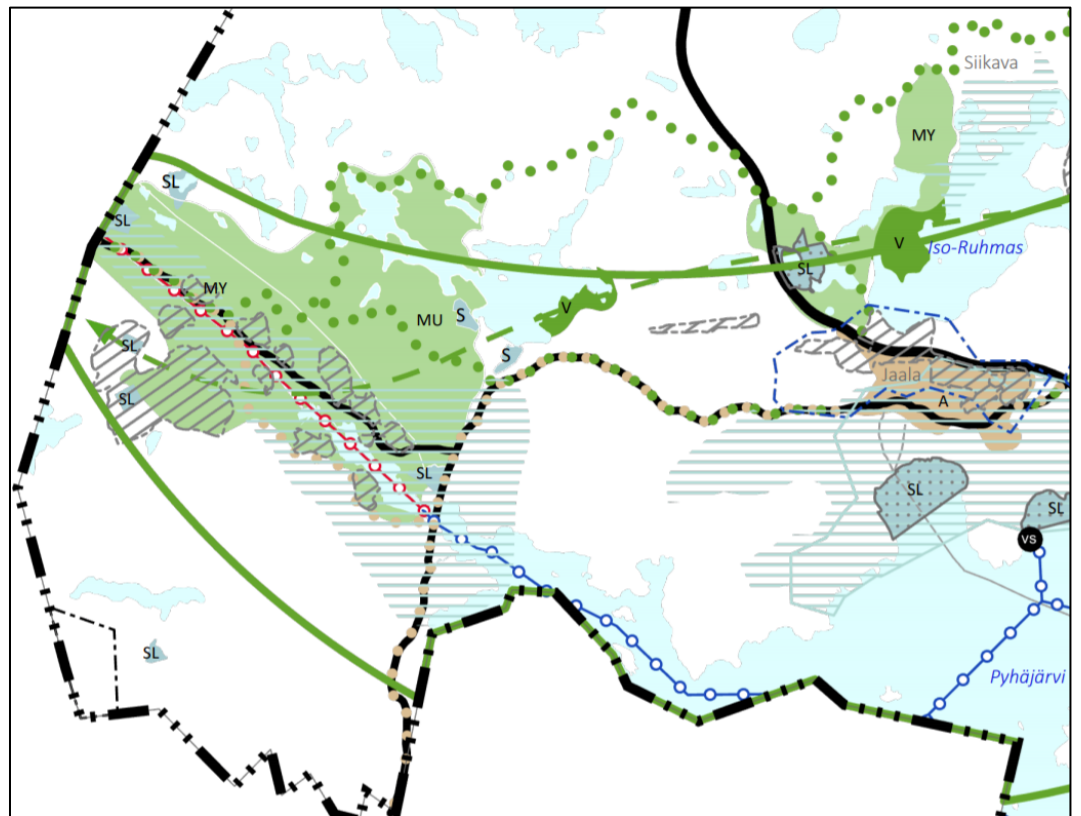 Siikava
MY
SL
SL
V
Iso-Ruhmas
SL
MY
MU
S
V
SL
S
Jaala
SL
A
SL
SL
SL
VS
SL
Pyhäjärvi